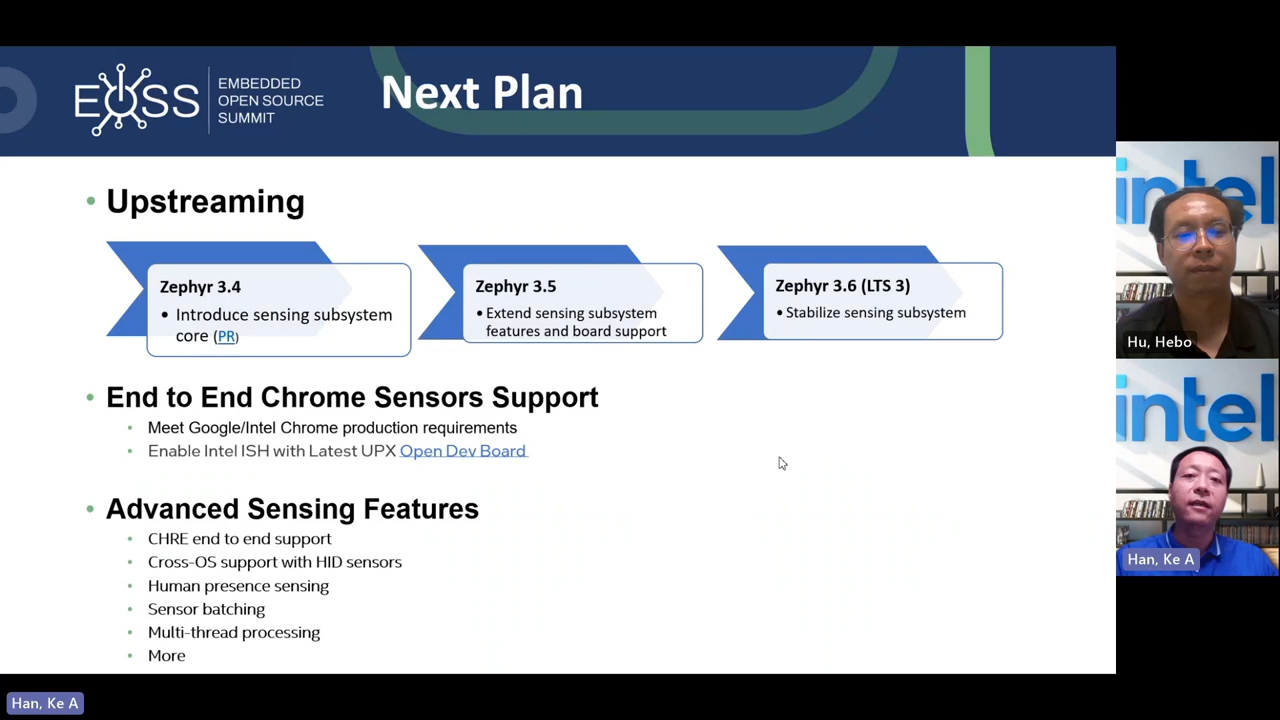 EOSS
EMBEDDED
OPEN SOURCE
SUMMIT
Next Plan
• Upstreaming
Zephyr 3.4
• Introduce sensing subsystem
core (PR)
Zephyr 3.5
• Extend sensing subsystem
features and board support
Zephyr 3.6 (LTS 3)
• Stabilize sensing subsystem
• End to End Chrome Sensors Support
• Meet Google/Intel Chrome production requirements
• Enable Intel ISH with Latest UPX Open Dev Board
• Advanced Sensing Features
• CHRE end to end support
• Cross-OS support with HID sensors
• Human presence sensing
• Sensor batching
• Multi-thread processing
• More
intel
Hu, Hebo
intel
Han, Ke A
Han, Ke A